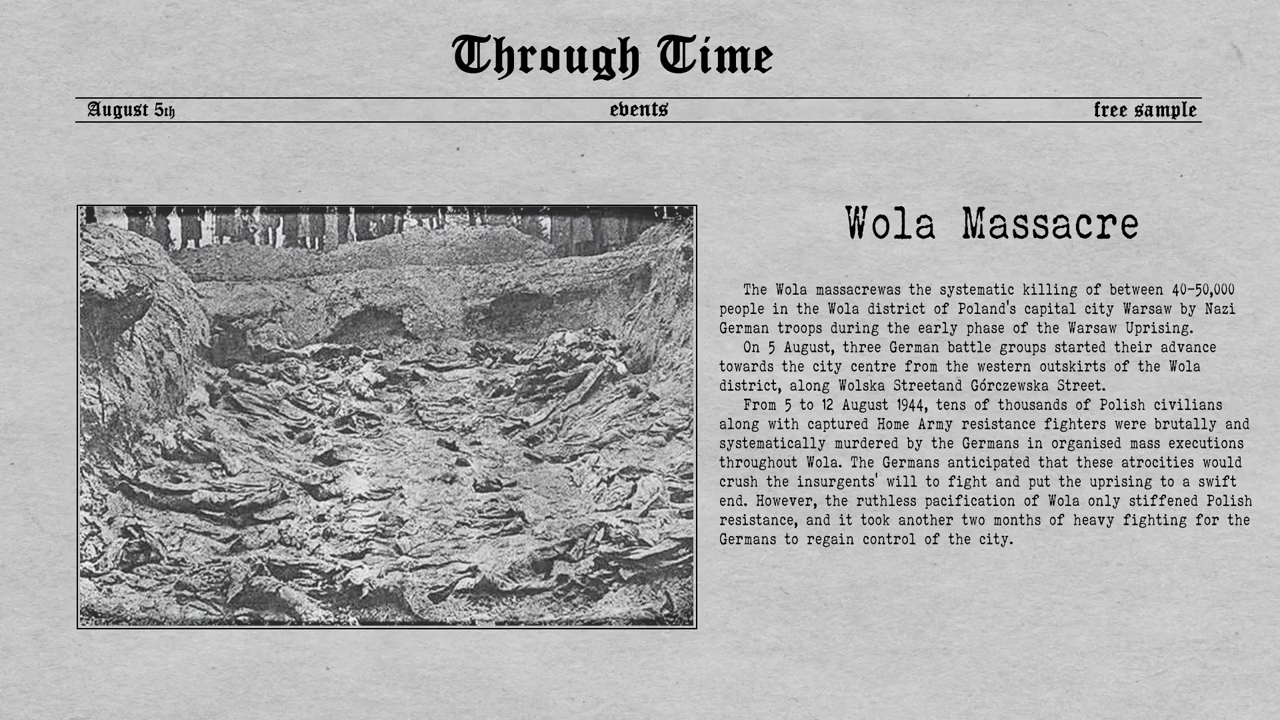 Through Time
August 5th events free sample
Wola Massacre
The Wola massacrewas the systematic killing of between 40-50,000
people in the Wola district of Poland's capital city Warsaw by Nazi
German troops during the early phase of the Warsaw Uprising.
On 5 August, three German battle groups started their advance
towards the city centre from the western outskirts of the Wola
district, along Wolska Streetand Górczewska Street.
From 5 to 12 August 1944, tens of thousands of Polish civilians
along with captured Home Army resistance fighters were brutally and
systematically murdered by the Germans in organised mass executions
throughout Wola. The Germans anticipated that these atrocities would
crush the insurgents' will to fight and put the uprising to a swift
end. However, the ruthless pacification of Wola only stiffened Polish
resistance, and it took another two months of heavy fighting for the
Germans to regain control of the city.